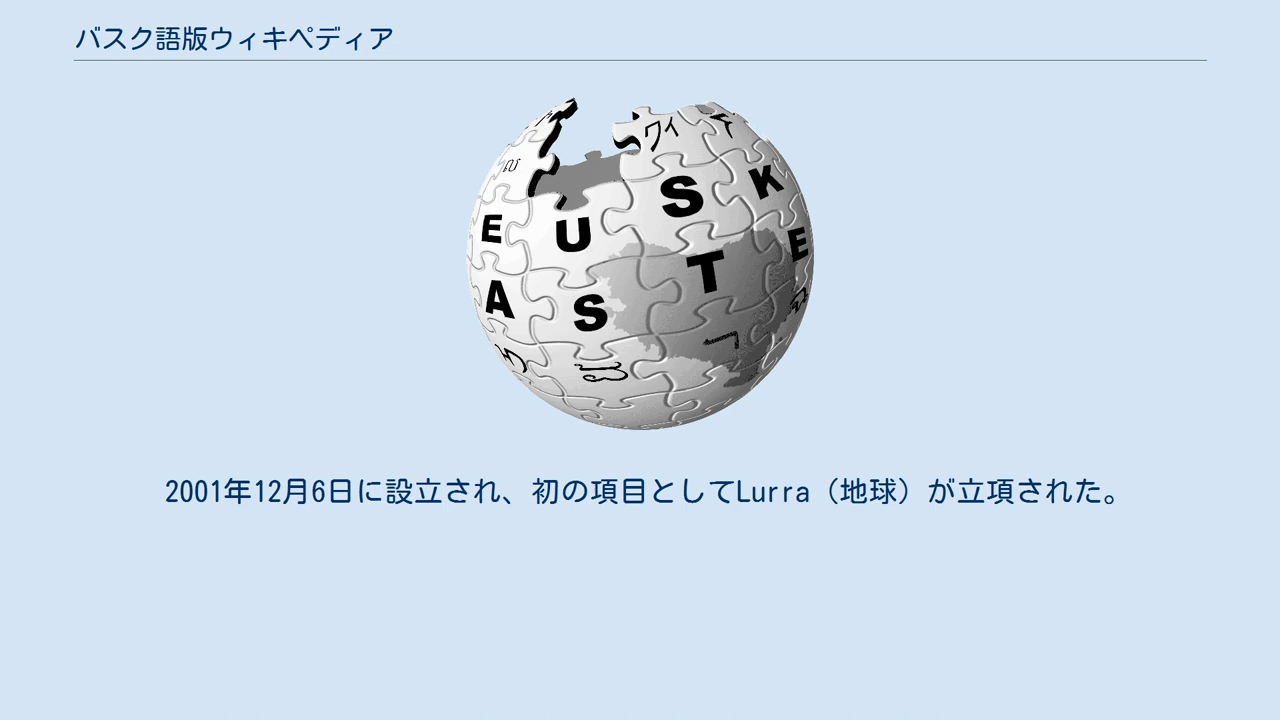 バスク語版ウィキペディア
ワィ
S K
E U
T E
A S
2001年12月6日に設立され、初の項目としてLurra（地球）が立項された。